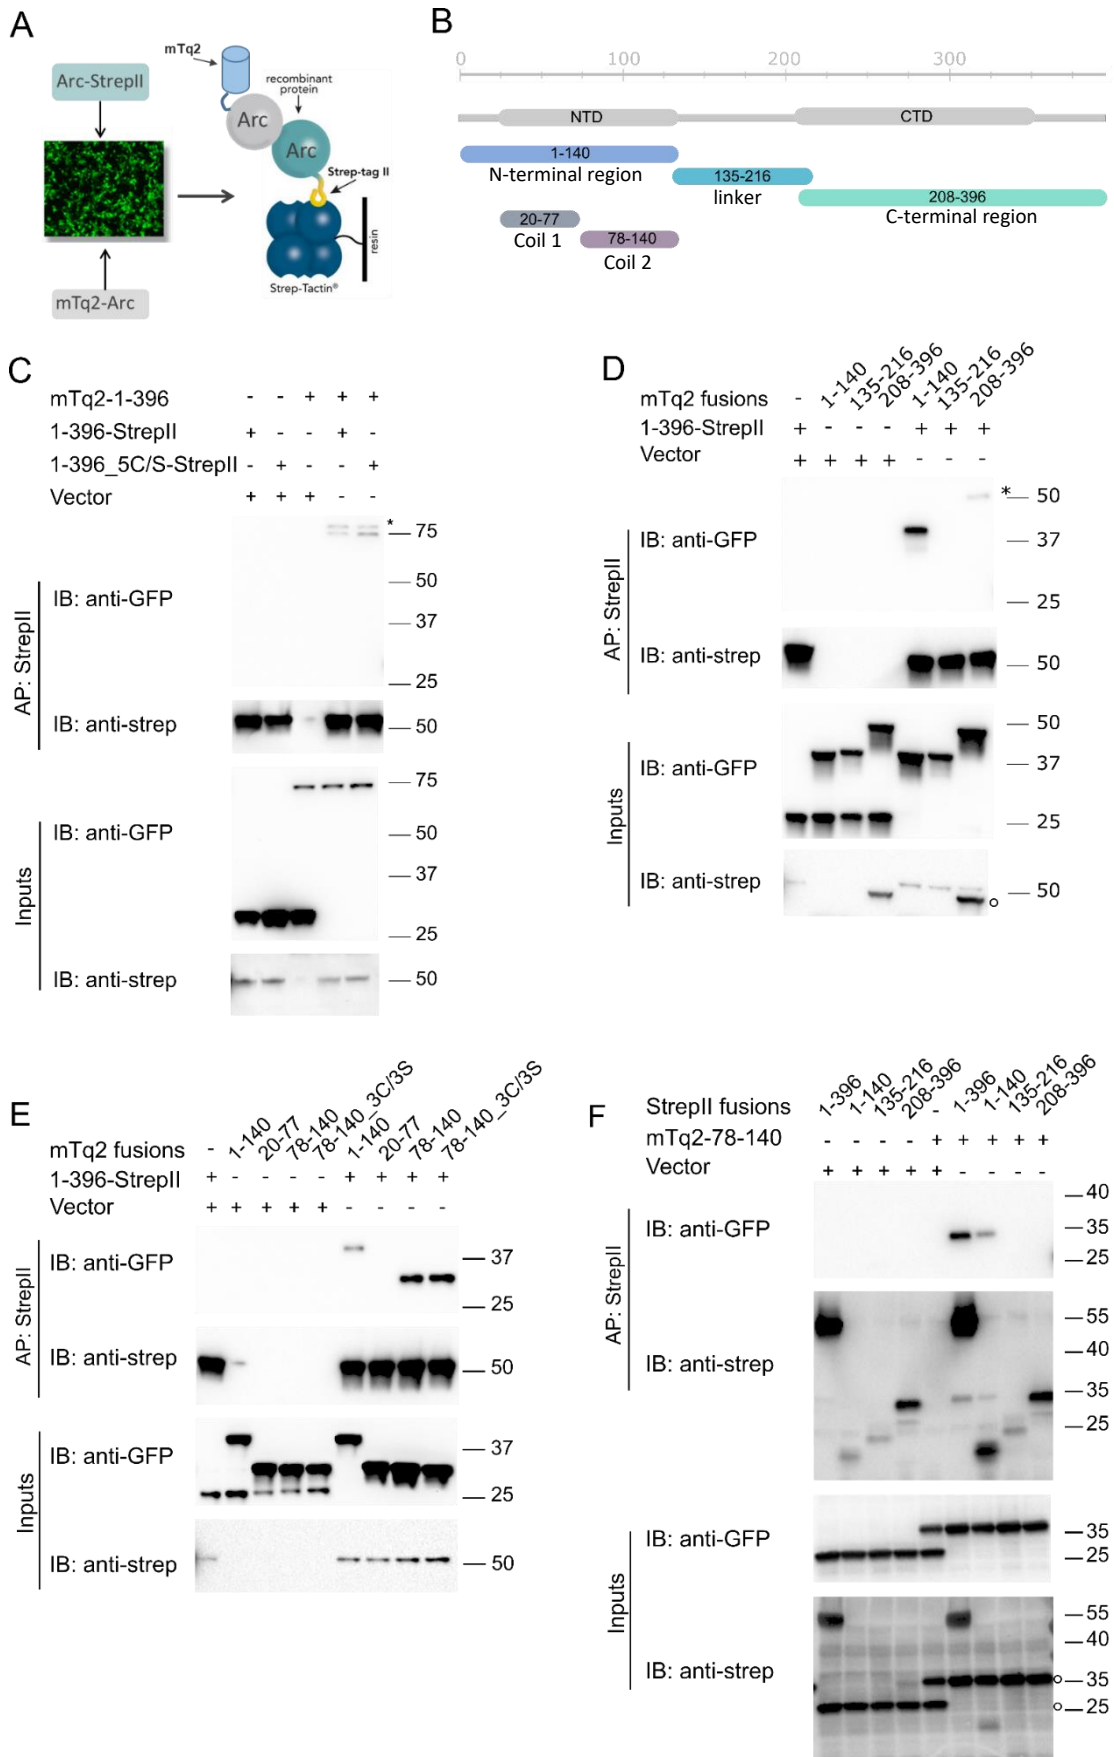 A
Arc-StrepII
mTq2-Arc
mTq2
Arc
recombinant
protein
Arc
Strep-tag II
resin
Strep-Tactin®
B
0 100 200 300
NTD CTD
1-140
N-terminal region
135-216
linker
208-396
C-terminal region
20-77
Coil 1
78-140
Coil 2
C
mTq2-1-396 - - + + +
1-396-StrepII + - - + -
1-396_5C/S-StrepII - + - - +
Vector + + + - -
AP: StrepII
IB: anti-GFP
*
75
50
37
25
IB: anti-strep
50
Inputs
IB: anti-GFP
75
50
37
25
IB: anti-strep
50
D
mTq2 fusions - 1-140 135-216 208-396 1-140 135-216 208-396
1-396-StrepII + - - - + + +
Vector + + + + - - -
AP: StrepII
IB: anti-GFP
* 50
37
25
IB: anti-strep
50
Inputs
IB: anti-GFP
50
37
25
IB: anti-strep
50
E
mTq2 fusions - 1-140 20-77 78-140 78-140_3C/3S 1-140 20-77 78-140 78-140_3C/3S
1-396-StrepII + - - - - + + + +
Vector + + + + + - - - -
AP: StrepII
IB: anti-GFP
37
25
IB: anti-strep
50
Inputs
IB: anti-GFP
37
25
IB: anti-strep
50
F
StrepII fusions 1-396 1-140 135-216 208-396 - 1-396 1-140 135-216 208-396
mTq2-78-140 - - - - + + + + +
Vector + + + + + - - - -
AP: StrepII
IB: anti-GFP
40
35
25
IB: anti-strep
55
40
35
25
Inputs
IB: anti-GFP
35
25
IB: anti-strep
55
40
35
25